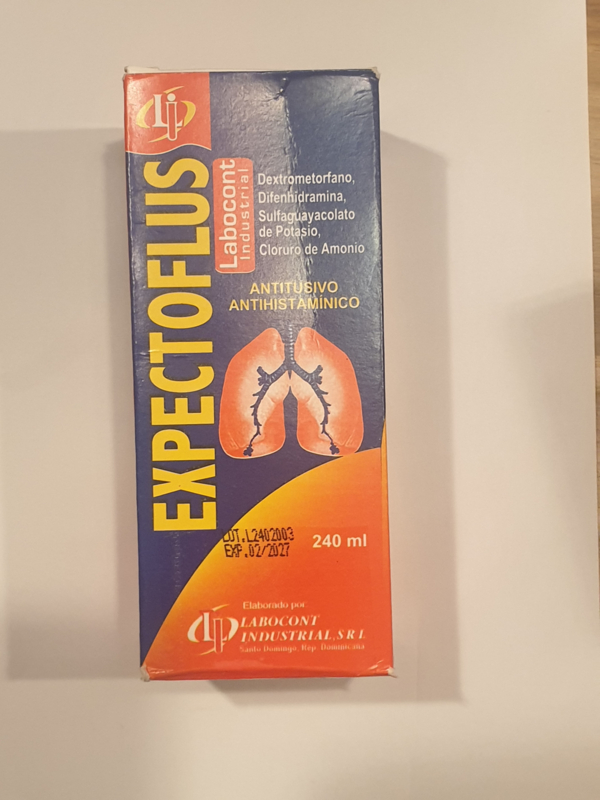 EXPECTOFLUS
Labocont
Industrial
Dextrometorfano,
Difenhidramina,
Sulfaguayacolato
de Potasio,
Cloruro de Amonio
ANTITUSIVO
ANTIHISTAMÍNICO
LOT.L2402003
EXP.02/2027
240 ml
Elaborado por
LABOCONT
INDUSTRIAL, SRL
Santo Domingo, Rep. Dominicana